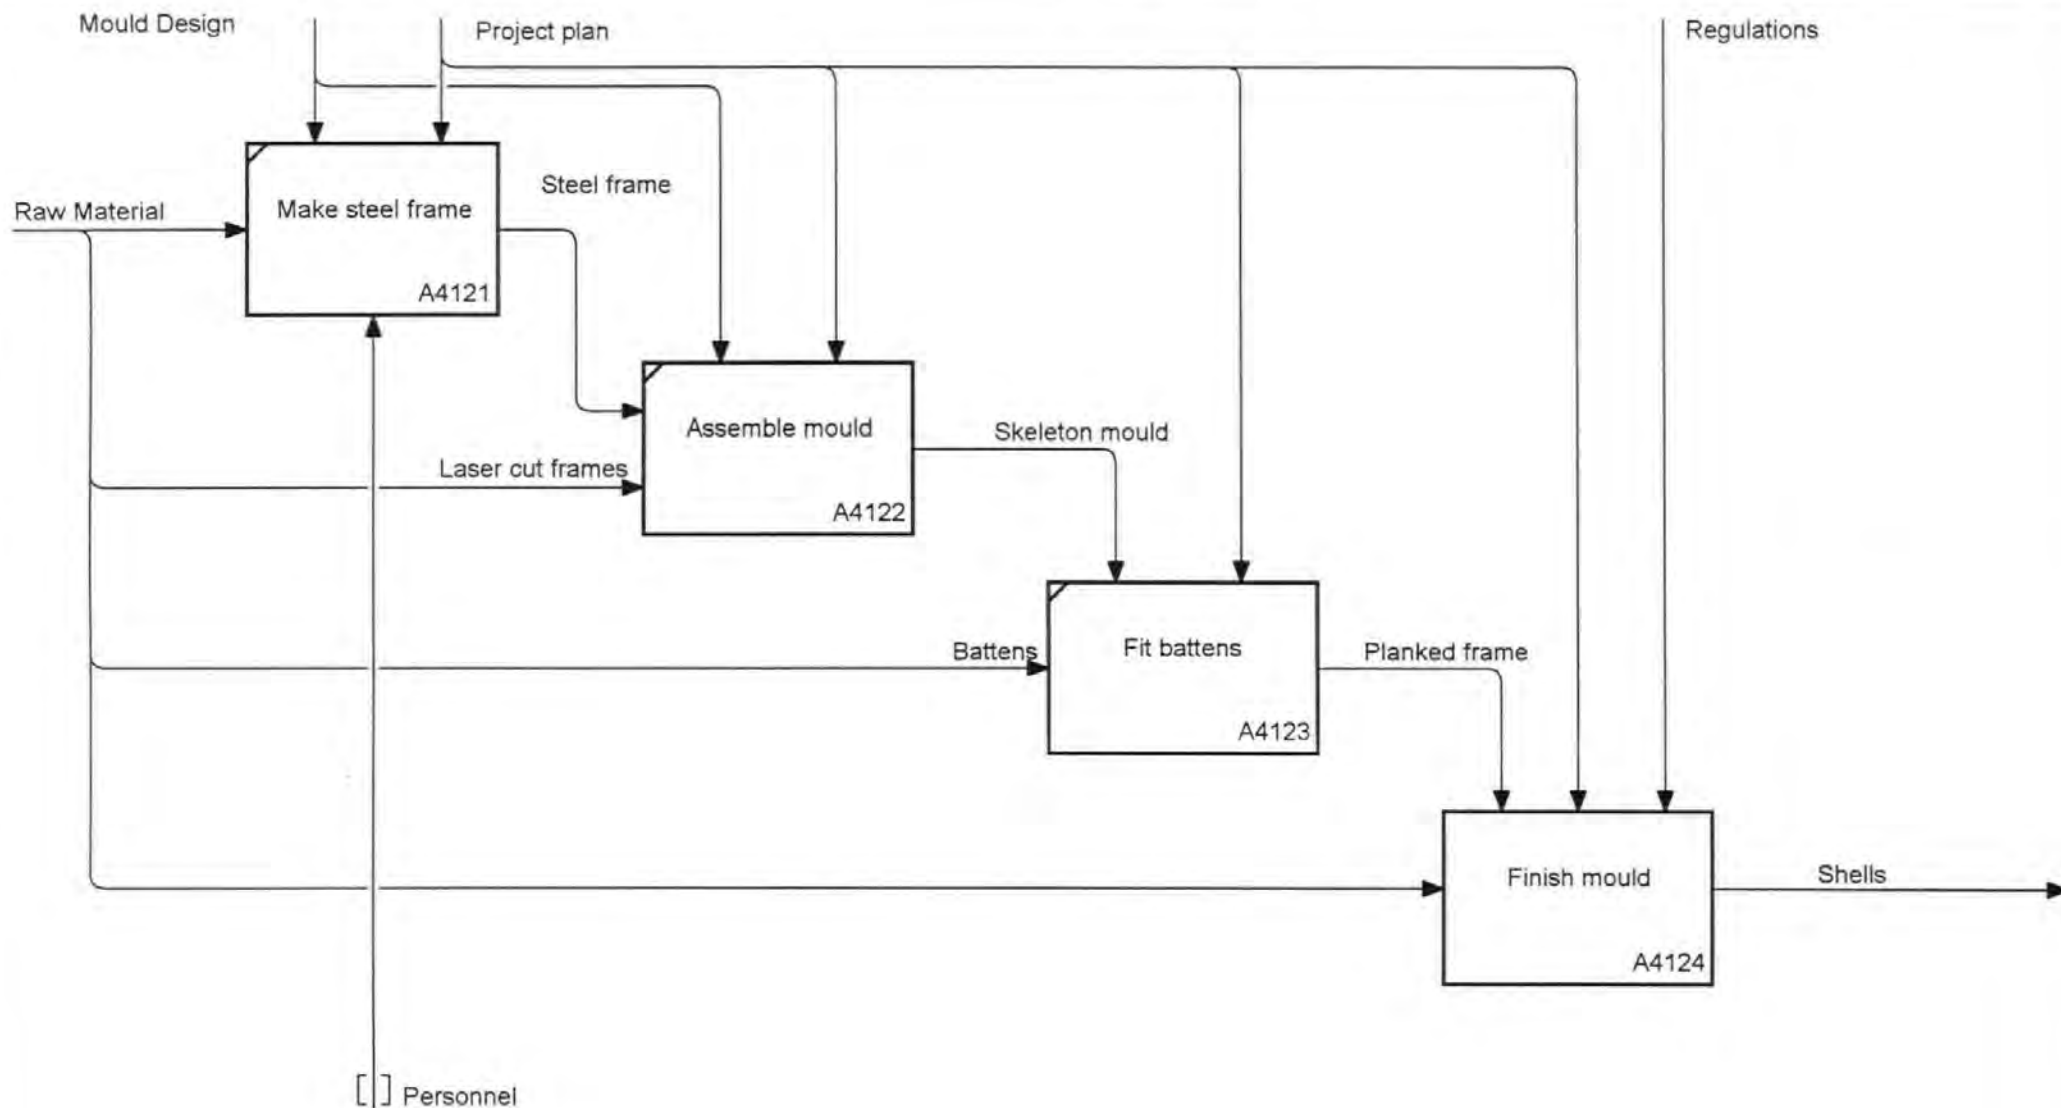 Mould Design
Project plan
Regulations
Steel frame
Raw Material
Make steel frame
A4121
Assemble mould
Skeleton mould
Laser cut frames
A4122
Battens
Fit battens
Planked frame
A4123
Finish mould
Shells
A4124
Personnel